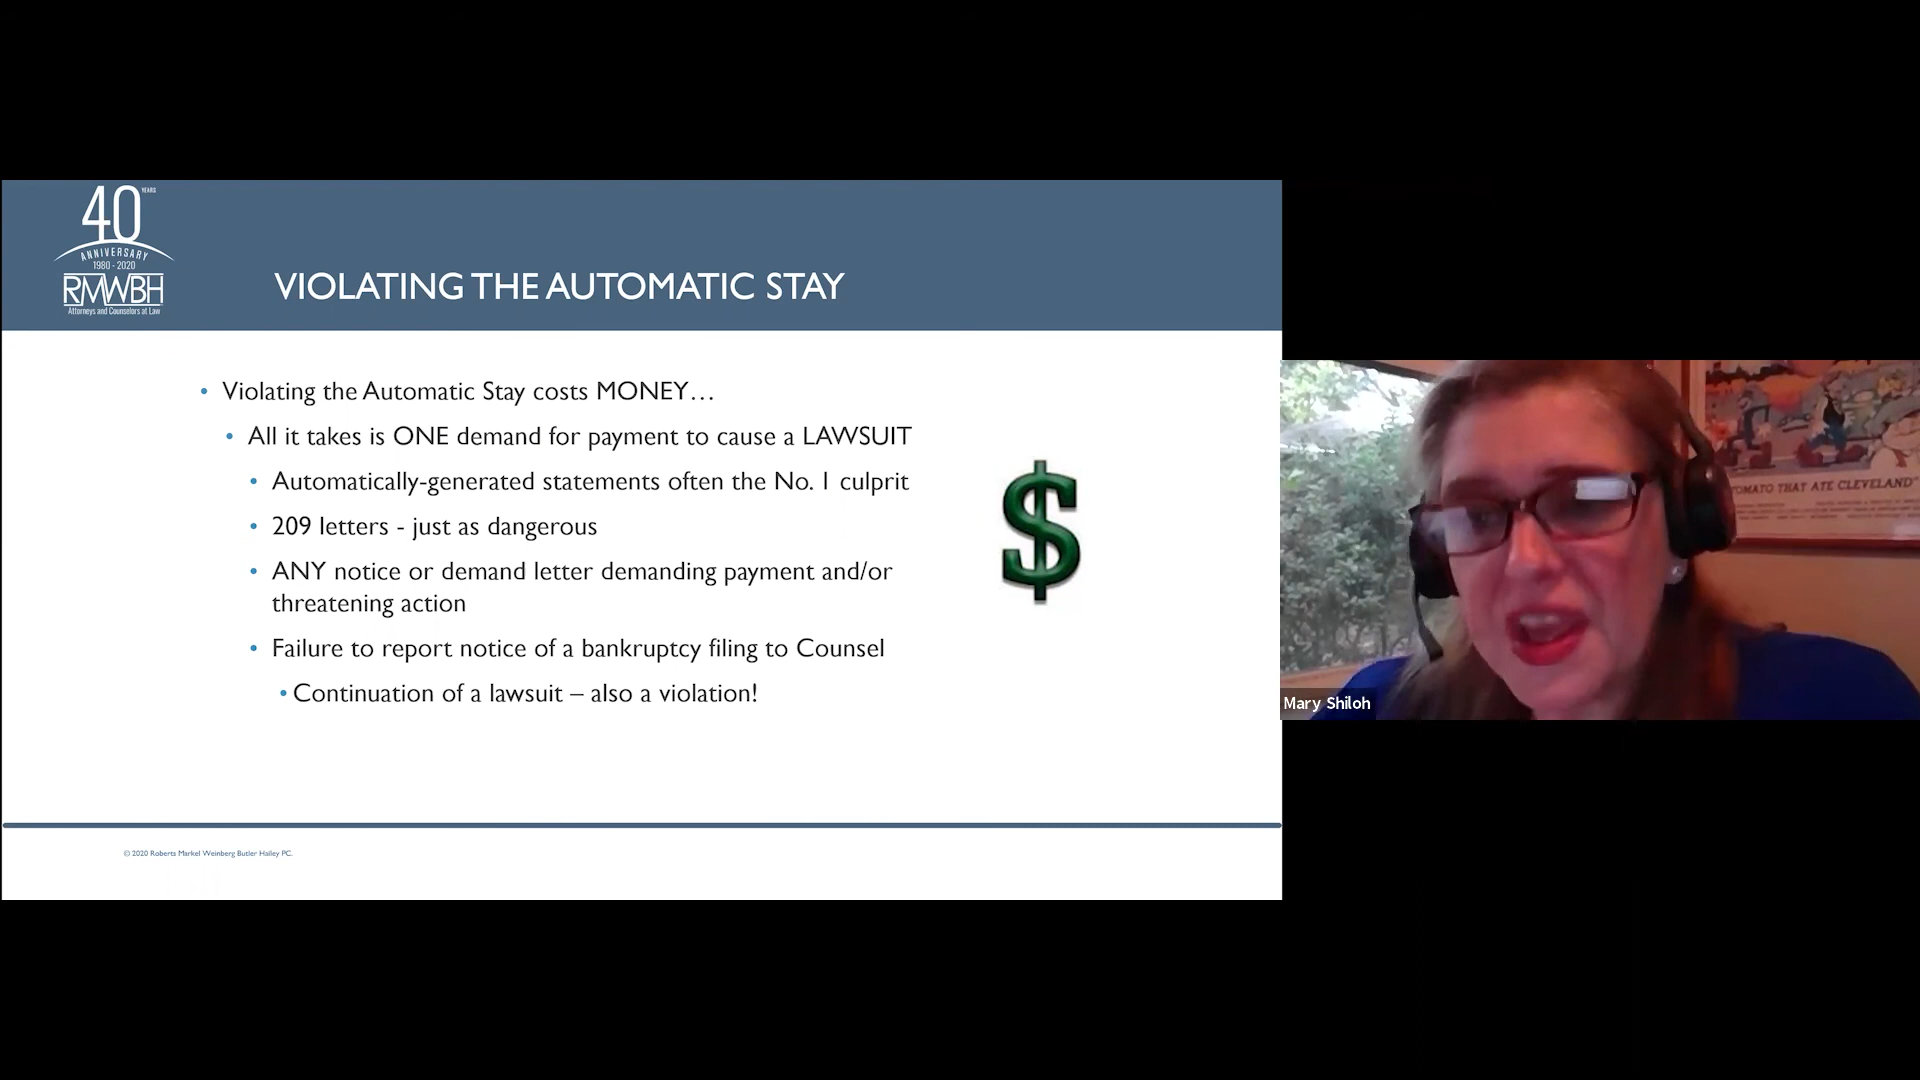 40 YEARS
ANNIVERSARY
1980 - 2020
RMWBH
Attorneys and Counselors at Law
VIOLATING THE AUTOMATIC STAY
• Violating the Automatic Stay costs MONEY…
• All it takes is ONE demand for payment to cause a LAWSUIT
• Automatically-generated statements often the No. 1 culprit
• 209 letters - just as dangerous
• ANY notice or demand letter demanding payment and/or
threatening action
• Failure to report notice of a bankruptcy filing to Counsel
• Continuation of a lawsuit – also a violation!
© 2020 Roberts Markel Weinberg Butler Hailey PC.
OMATO THAT ATE CLEVELAND"
Mary Shiloh